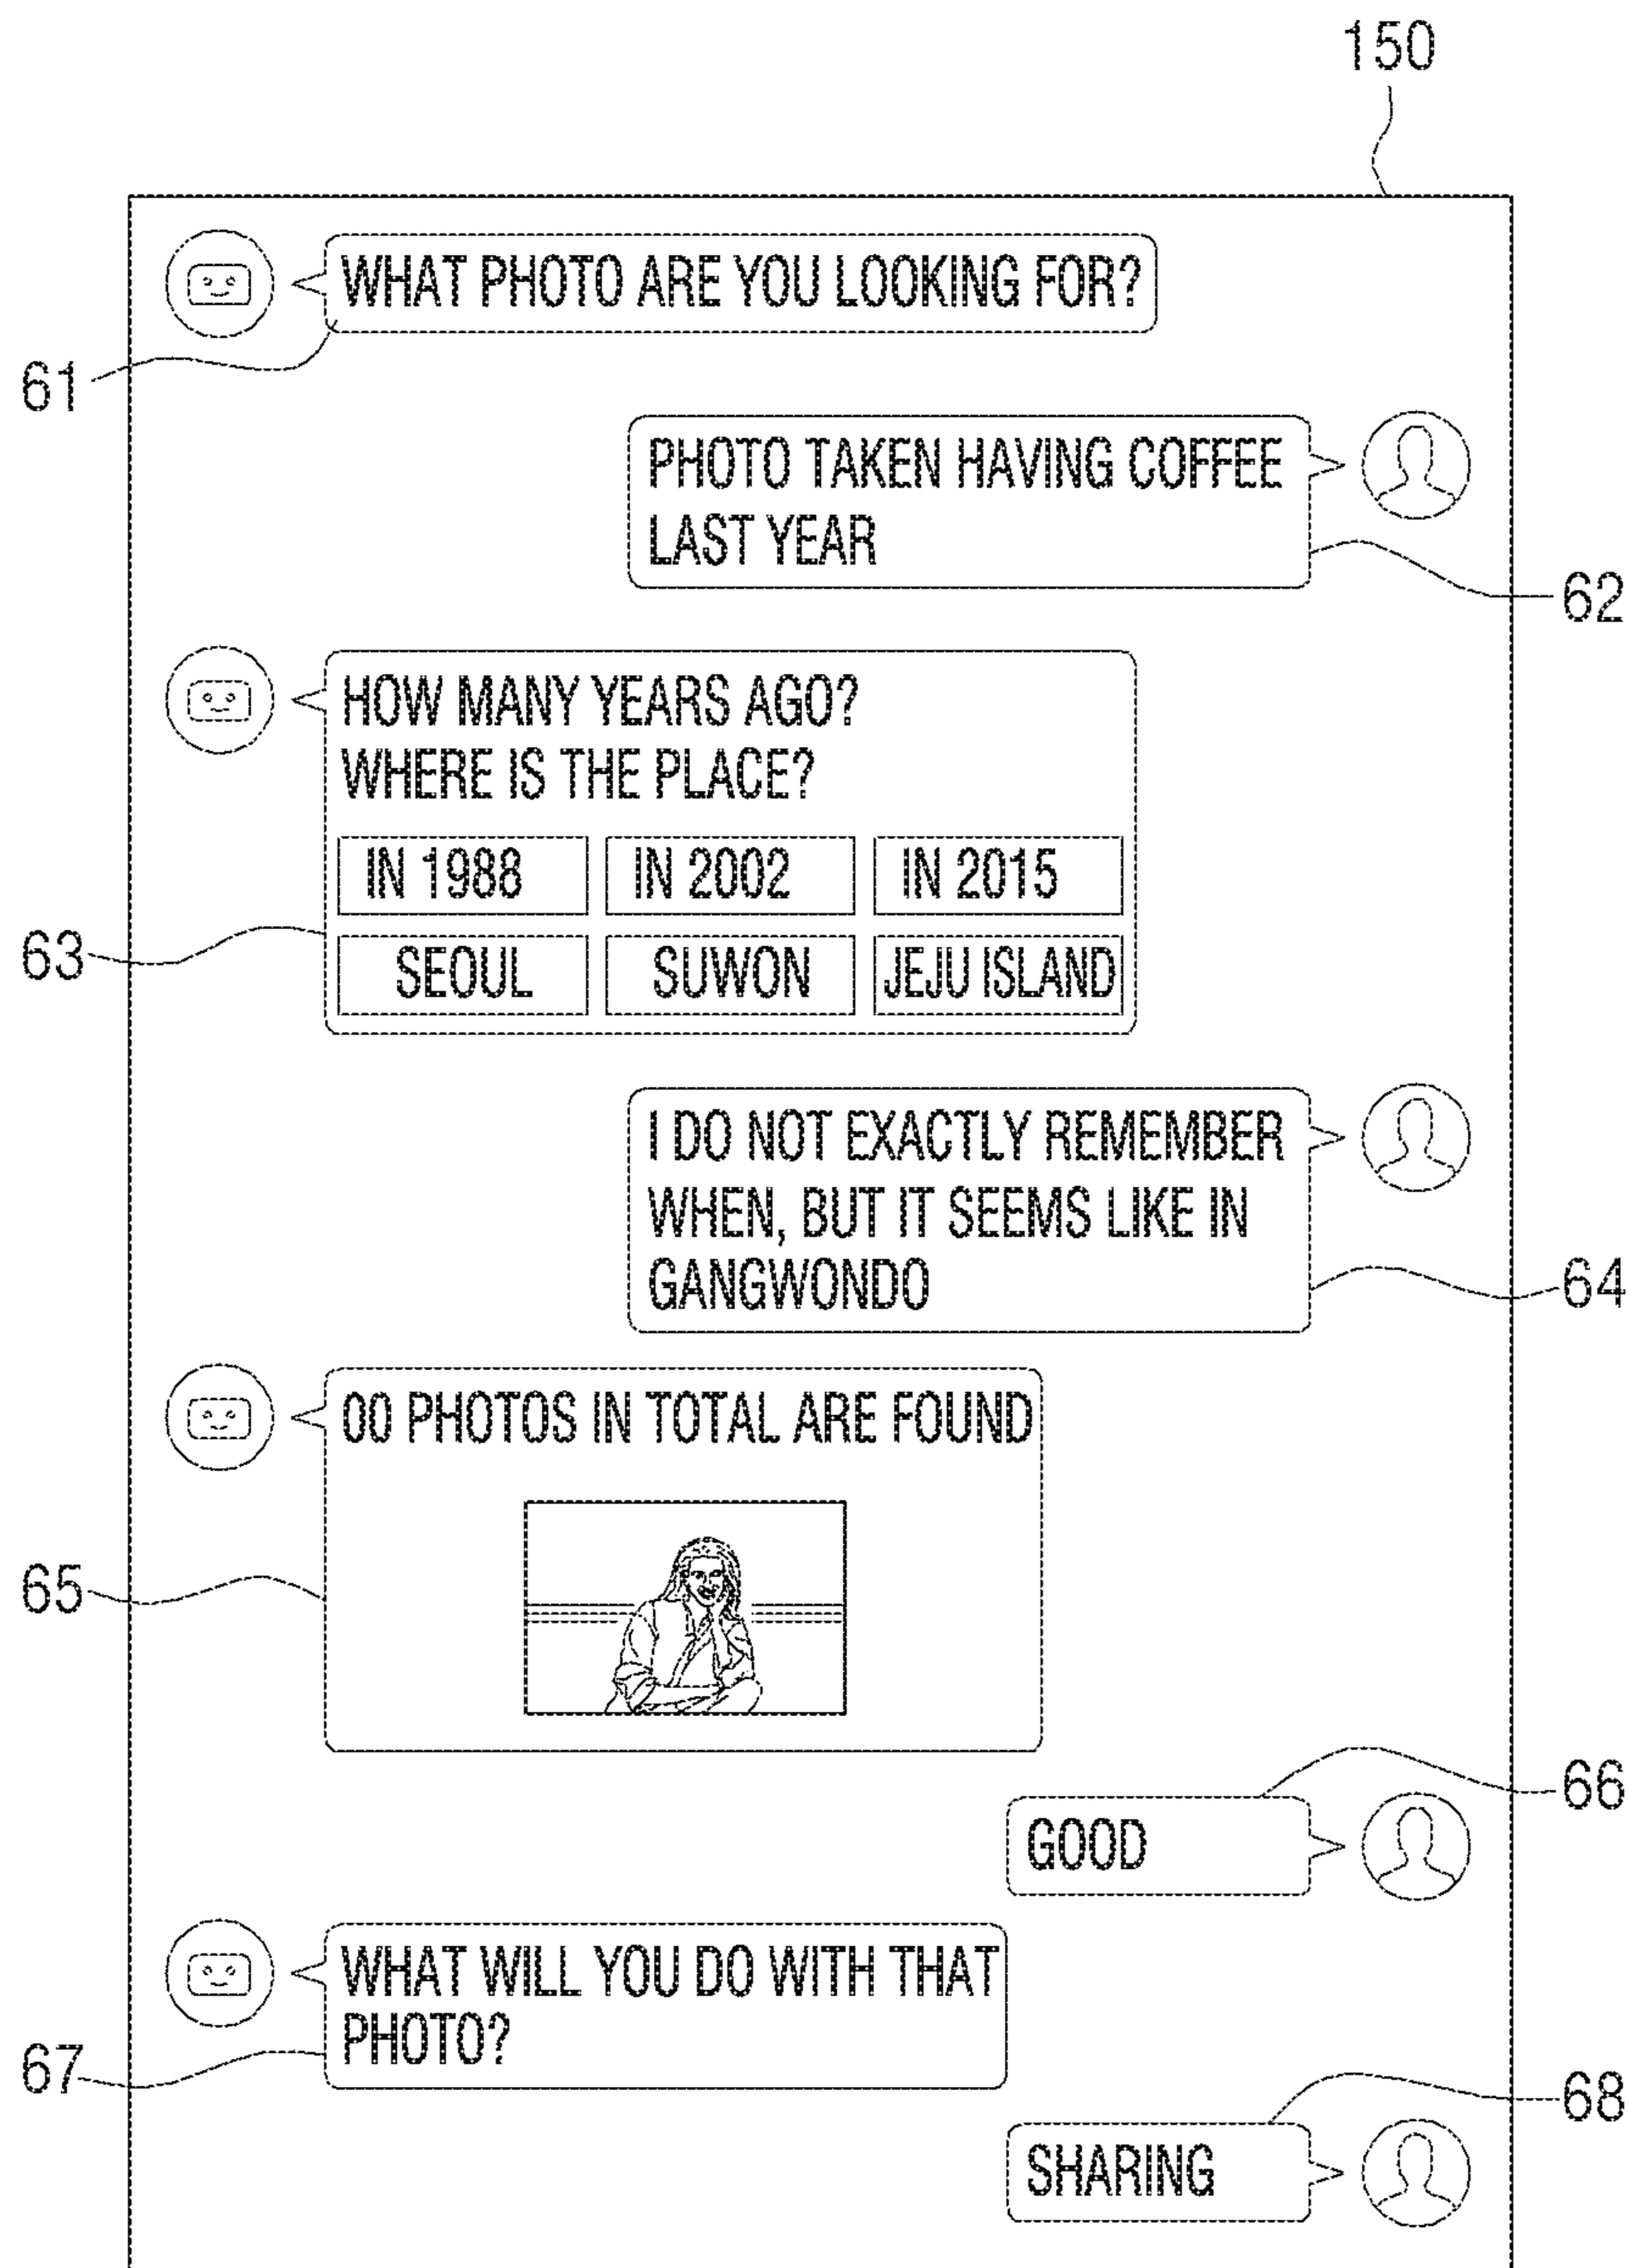 150
WHAT PHOTO ARE YOU LOOKING FOR?
61
PHOTO TAKEN HAVING COFFEE
LAST YEAR
62
HOW MANY YEARS AGO?
WHERE IS THE PLACE?
IN 1988 IN 2002 IN 2015
63
SEOUL SUWON JEJU ISLAND
I DO NOT EXACTLY REMEMBER
WHEN, BUT IT SEEMS LIKE IN
GANGWONDO
64
00 PHOTOS IN TOTAL ARE FOUND
65
66
GOOD
WHAT WILL YOU DO WITH THAT
PHOTO?
67
68
SHARING